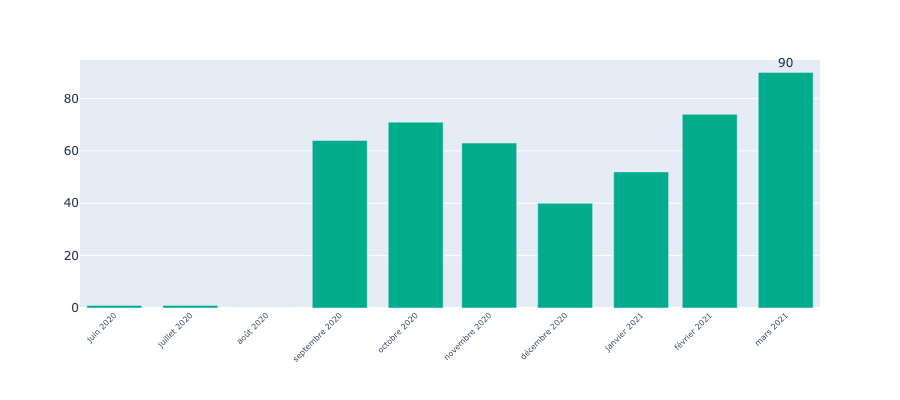 90
80
60
40
20
0
juin 2020
juillet 2020
août 2020
septembre 2020
octobre 2020
novembre 2020
décembre 2020
janvier 2021
février 2021
mars 2021